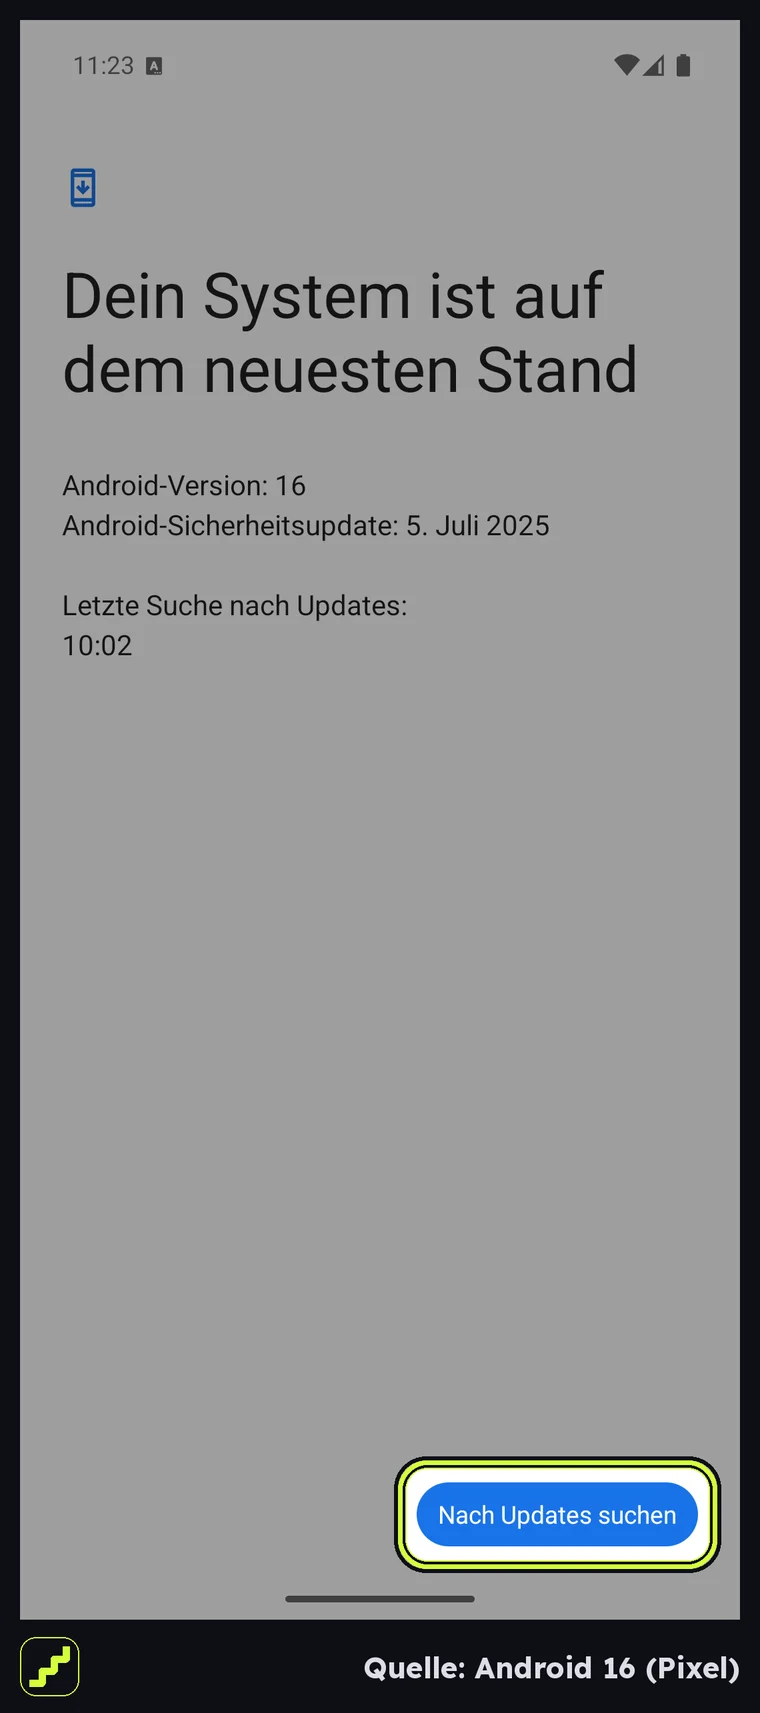 11:23 A
Dein System ist auf
dem neuesten Stand
Android-Version: 16
Android-Sicherheitsupdate: 5. Juli 2025
Letzte Suche nach Updates:
10:02
Nach Updates suchen
Quelle: Android 16 (Pixel)